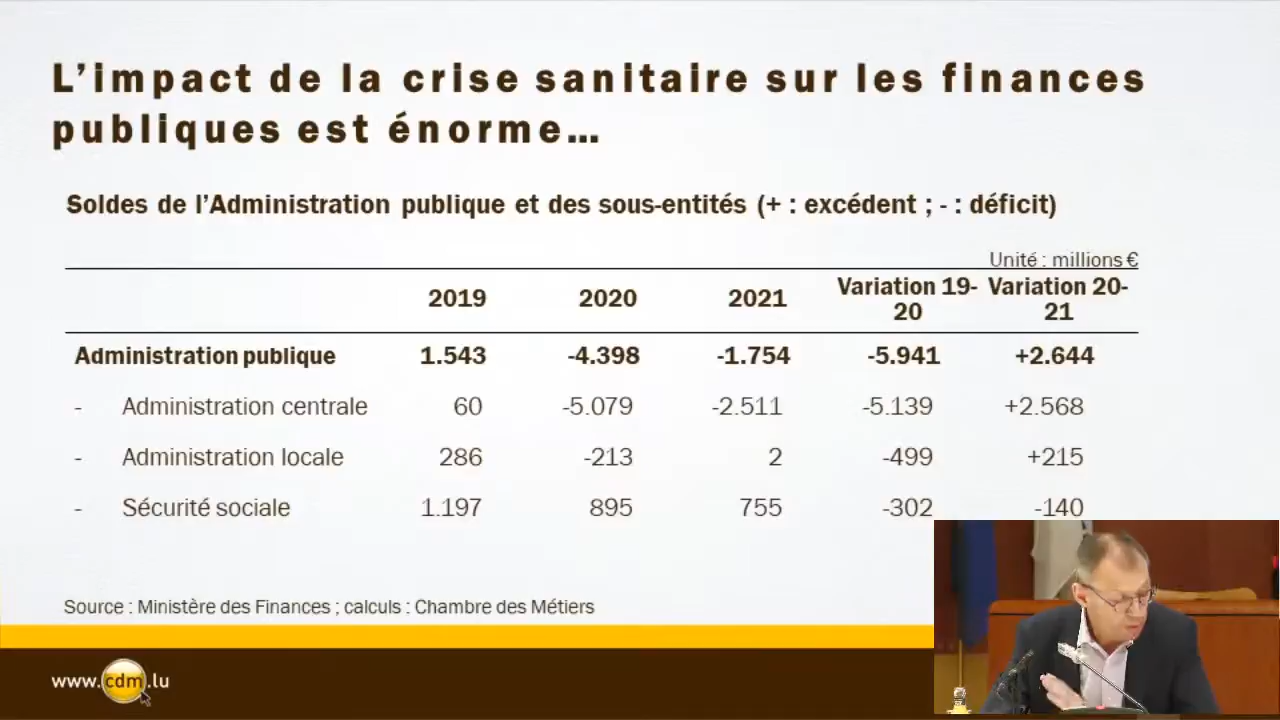 L'impact de la crise sanitaire sur les finances
publiques est énorme…
Soldes de l'Administration publique et des sous-entités (+ : excédent ; - : déficit)
Unité : millions €
2019 2020 2021 Variation 19-20 Variation 20-21
Administration publique 1.543 -4.398 -1.754 -5.941 +2.644
- Administration centrale 60 -5.079 -2.511 -5.139 +2.568
- Administration locale 286 -213 2 -499 +215
- Sécurité sociale 1.197 895 755 -302 -140
Source : Ministère des Finances ; calculs : Chambre des Métiers
www.cdm.lu